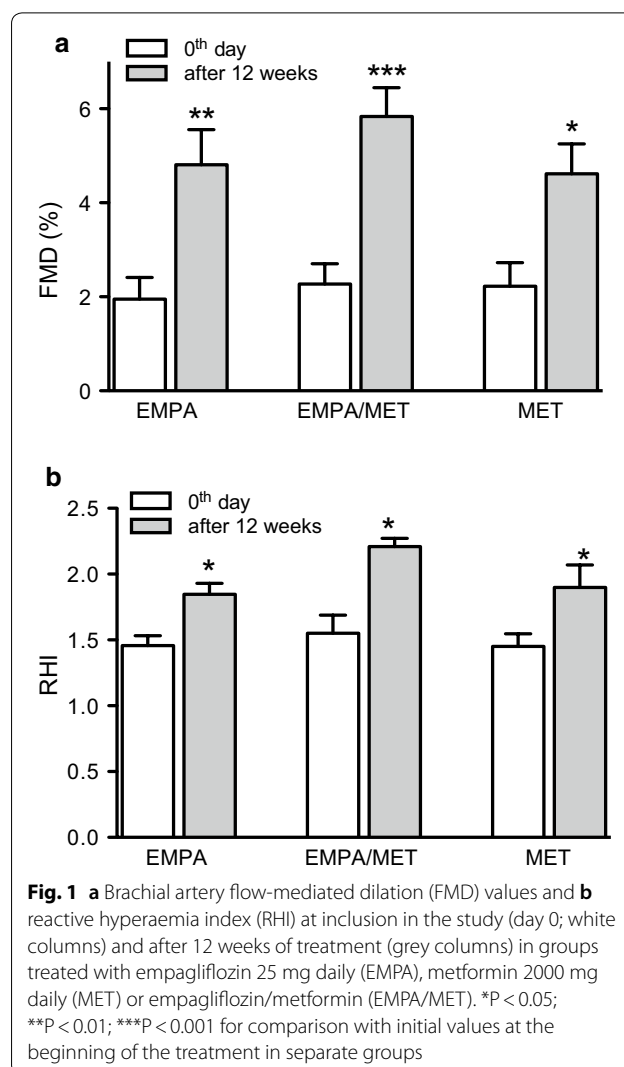 a
0th day
after 12 weeks
FMD (%)
6
4
2
0
**
***
*
EMPA
EMPA/MET
MET
b
0th day
after 12 weeks
RHI
2.5
2.0
1.5
1.0
0.5
0.0
*
*
*
EMPA
EMPA/MET
MET
Fig. 1 a Brachial artery flow-mediated dilation (FMD) values and b
reactive hyperaemia index (RHI) at inclusion in the study (day 0; white
columns) and after 12 weeks of treatment (grey columns) in groups
treated with empagliflozin 25 mg daily (EMPA), metformin 2000 mg
daily (MET) or empagliflozin/metformin (EMPA/MET). *P < 0.05;
**P < 0.01; ***P < 0.001 for comparison with initial values at the
beginning of the treatment in separate groups